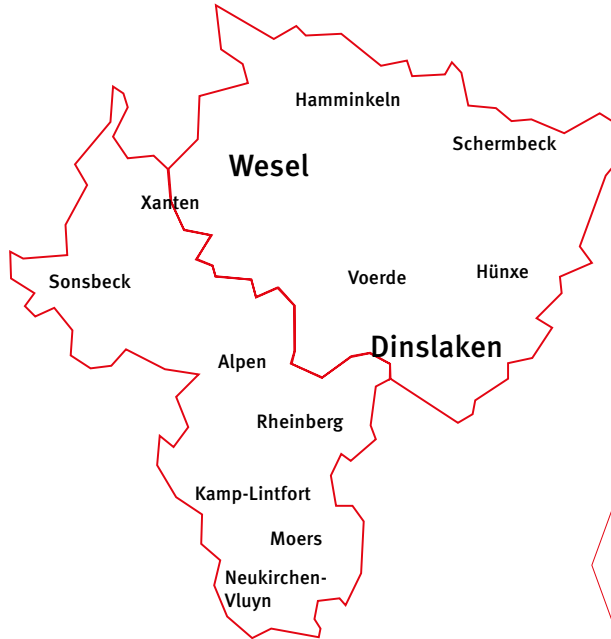 Hamminkeln
Schermbeck
Wesel
Xanten
Sonsbeck
Voerde
Hünxe
Dinslaken
Alpen
Rheinberg
Kamp-Lintfort
Moers
Neukirchen-
Vluyn